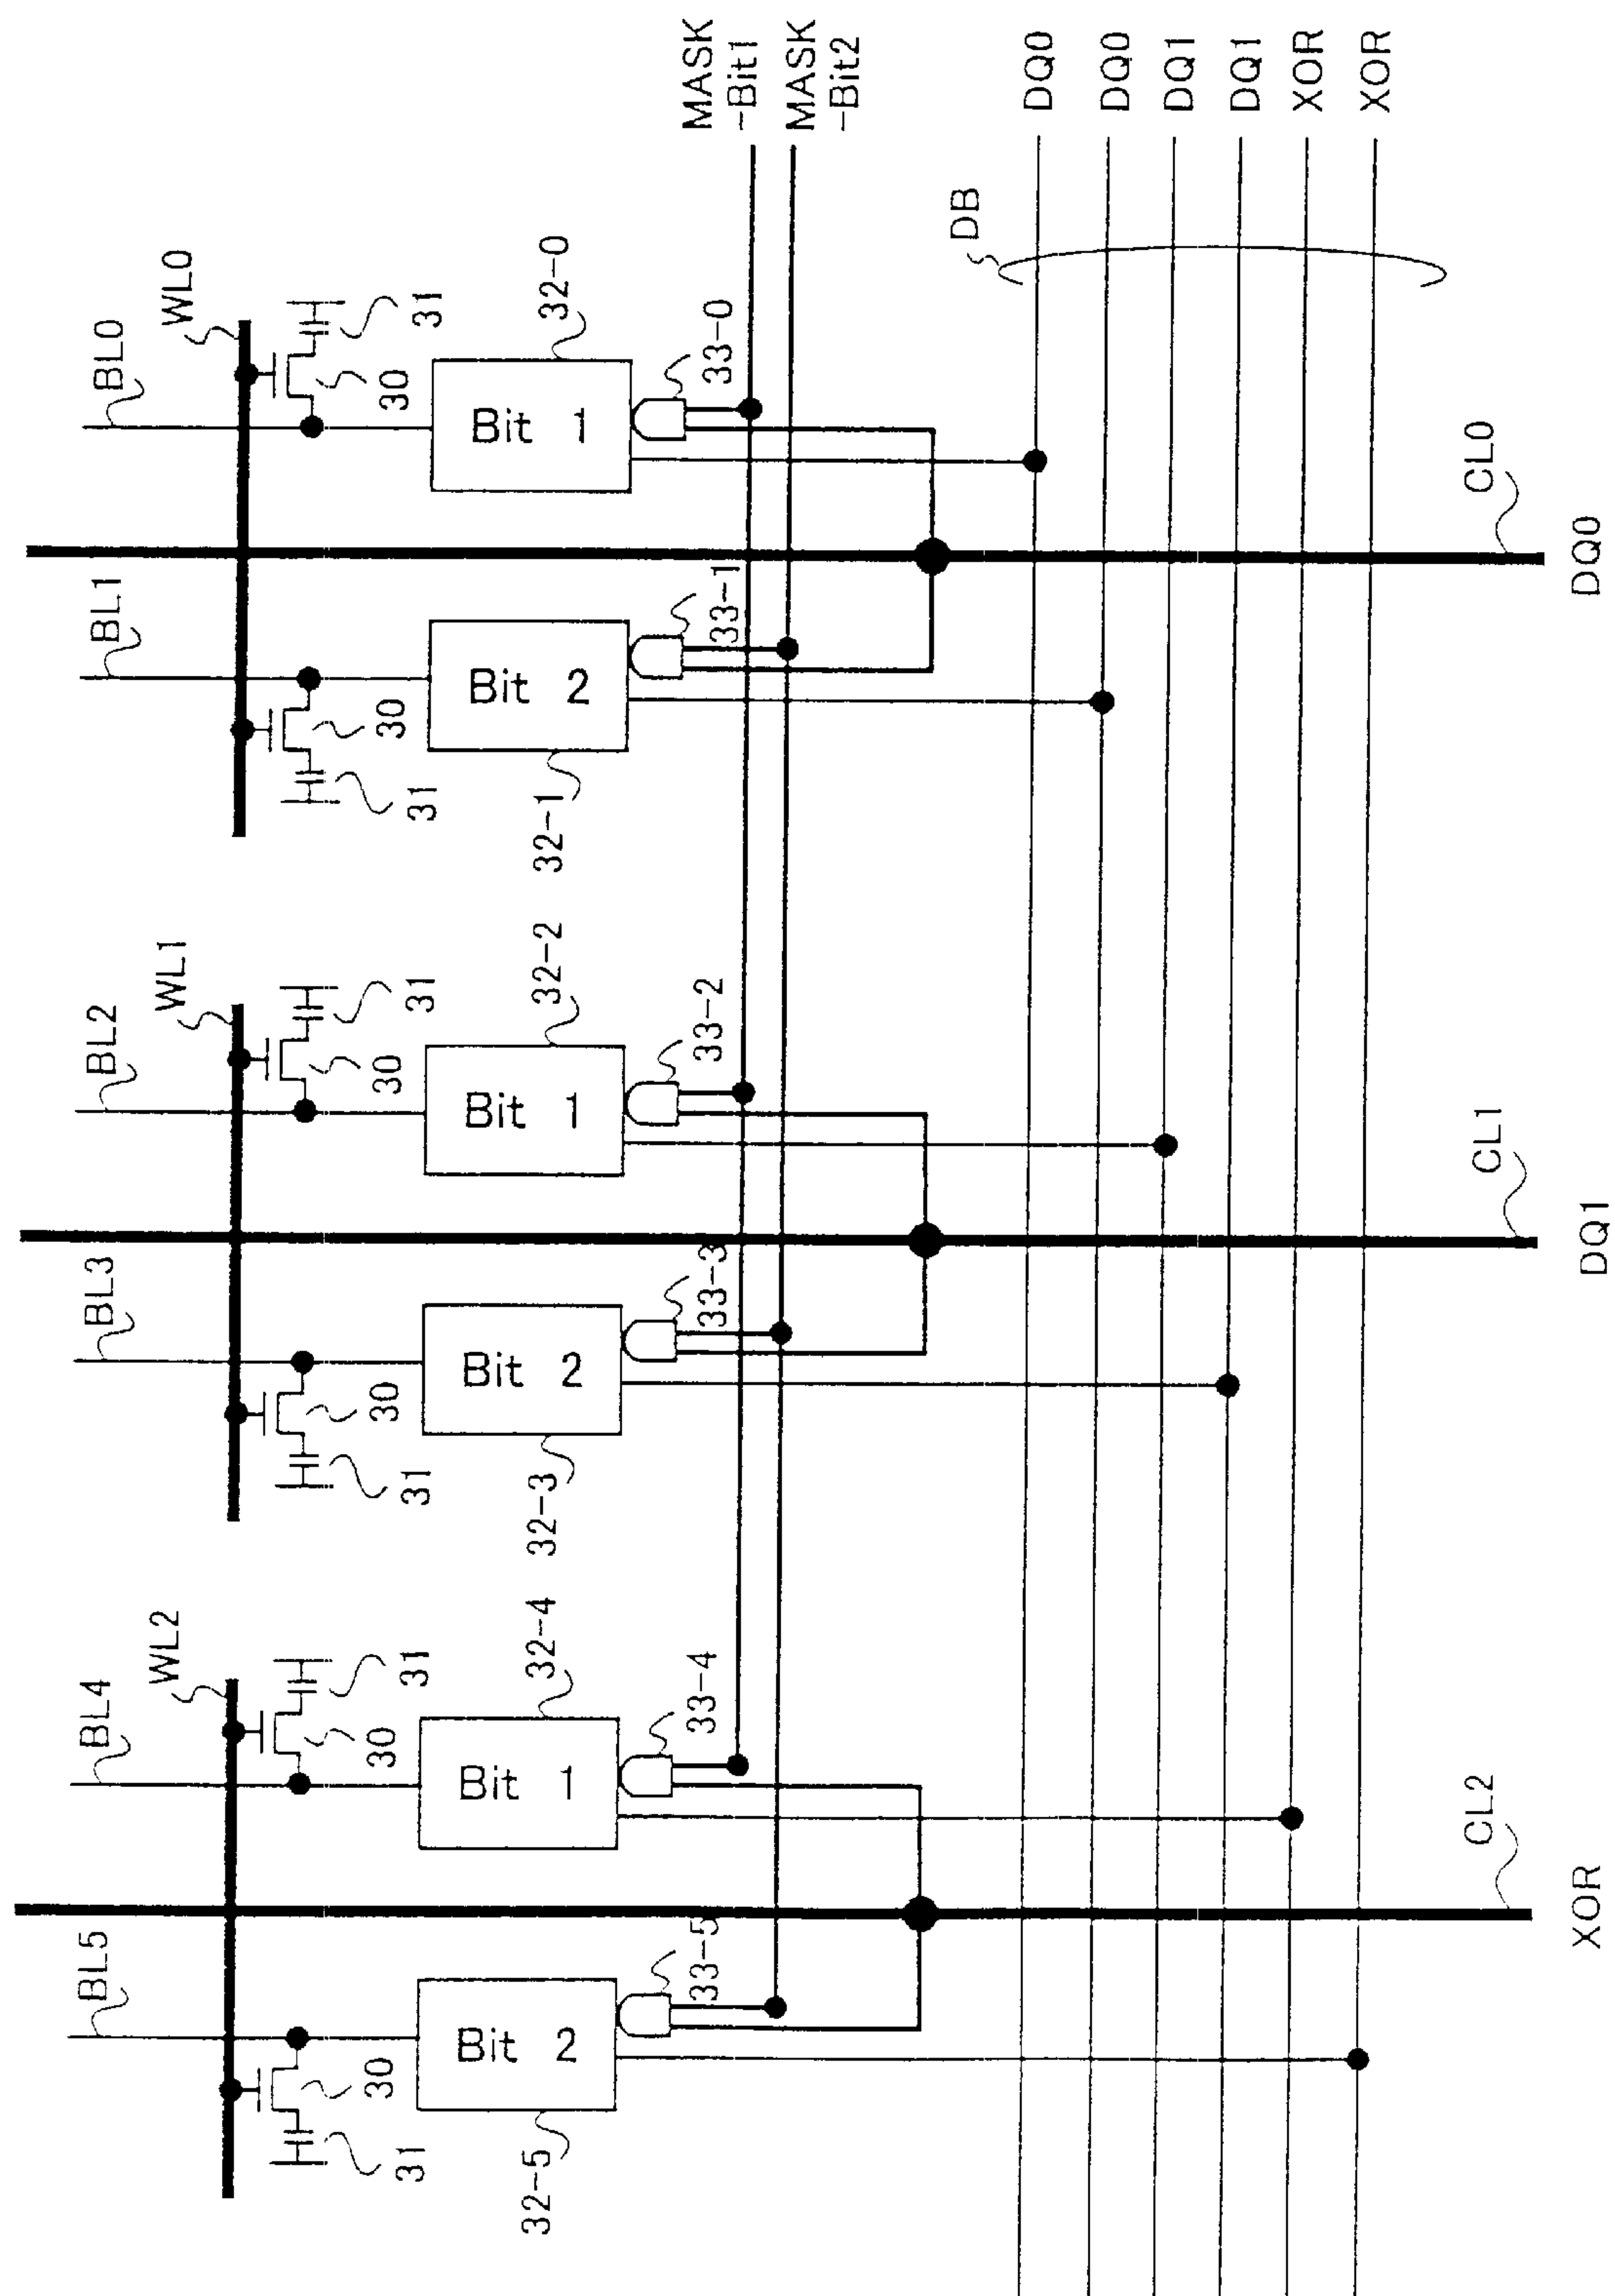 BL5
WL2
BL4
BL3
WL1
BL2
BL1
WL0
BL0
31
30
30
31
31
30
30
31
31
30
30
31
32-5
Bit 2
Bit 1
32-4
32-3
Bit 2
Bit 1
32-2
32-1
Bit 2
Bit 1
32-0
33-5
33-4
33-3
33-2
33-1
33-0
MASK
-Bit1
MASK
-Bit2
DB
DQ0
DQ0
DQ1
DQ1
XOR
XOR
CL2
CL1
CL0
XOR
DQ1
DQ0